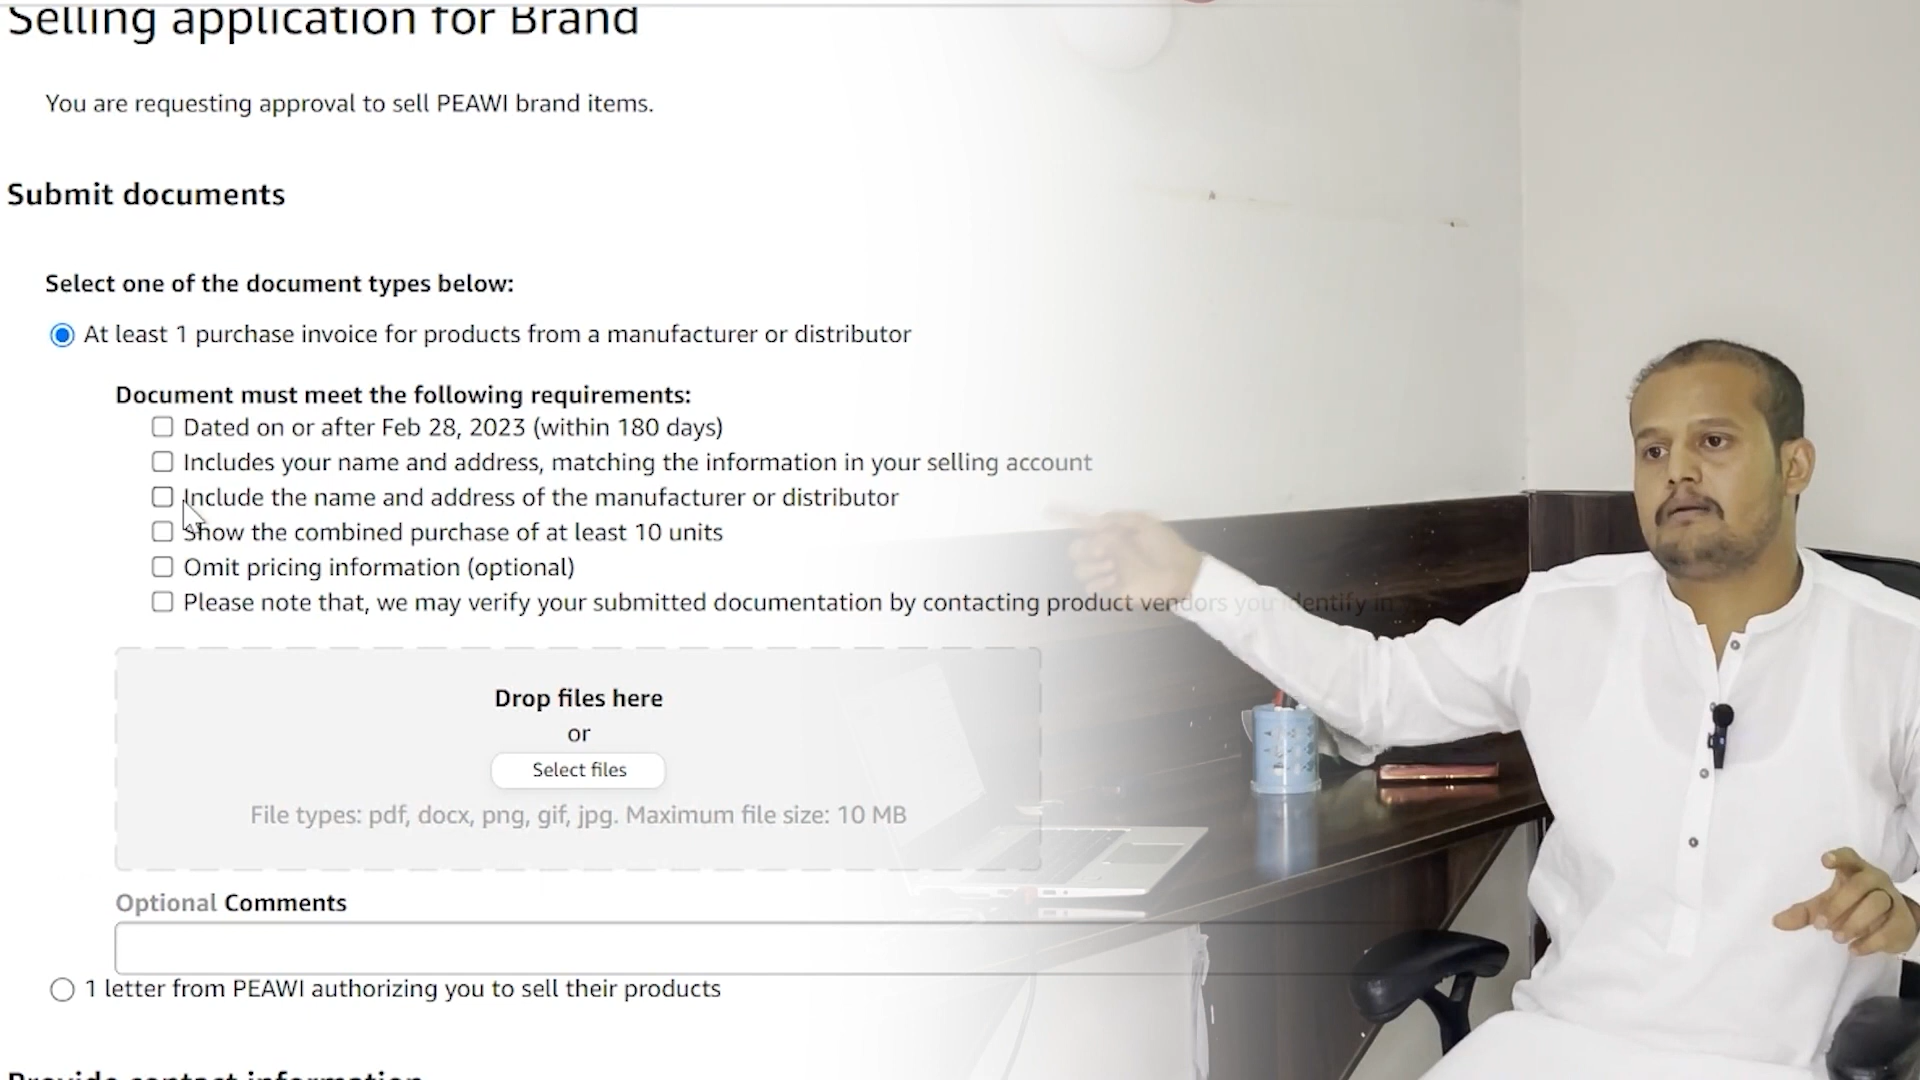 Selling application for Brand
You are requesting approval to sell PEAWI brand items.
Submit documents
Select one of the document types below:
At least 1 purchase invoice for products from a manufacturer or distributor
Document must meet the following requirements:
Dated on or after Feb 28, 2023 (within 180 days)
Includes your name and address, matching the information in your selling account
Include the name and address of the manufacturer or distributor
Show the combined purchase of at least 10 units
Omit pricing information (optional)
Please note that, we may verify your submitted documentation by contacting product vendors you identify in
Drop files here
or
Select files
File types: pdf, docx, png, gif, jpg. Maximum file size: 10 MB
Optional Comments
1 letter from PEAWI authorizing you to sell their products
Provide contact information